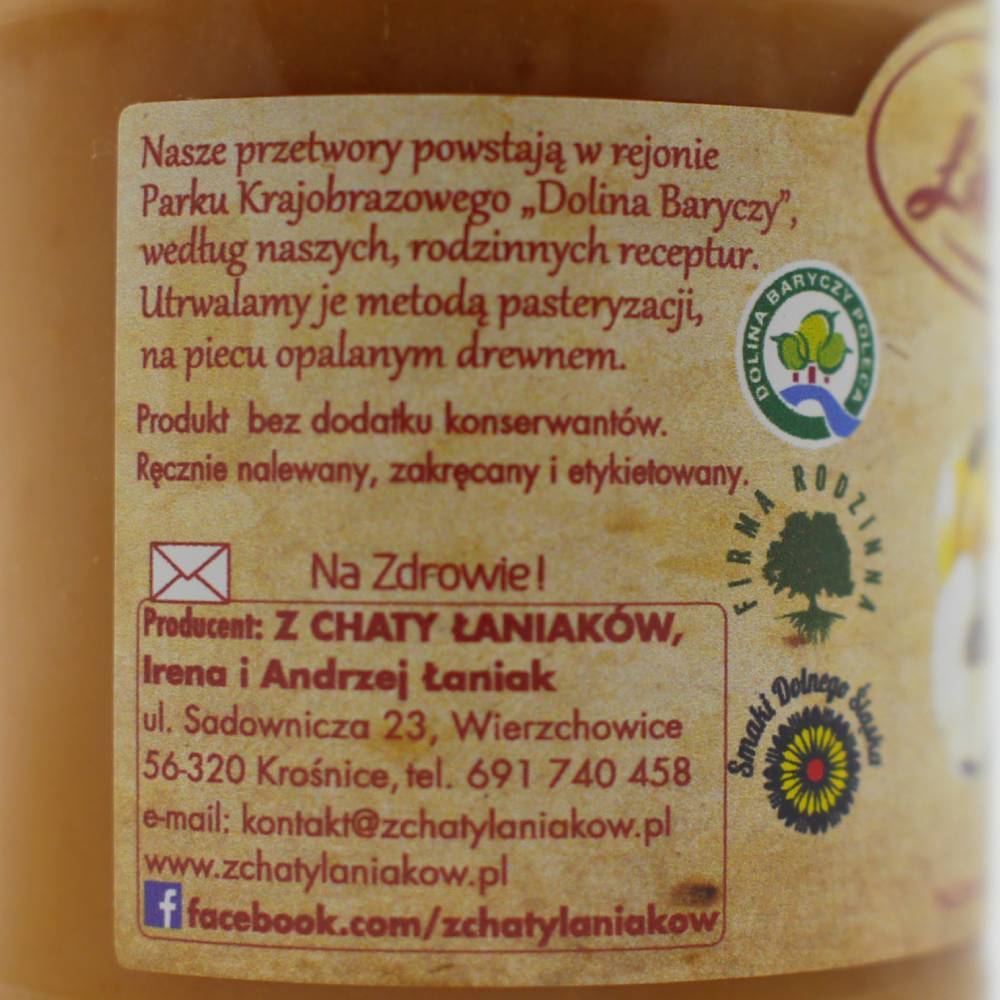 Nasze przetwory powstają w rejonie
Parku Krajobrazowego „Dolina Baryczy”,
według naszych, rodzinnych receptur.
Utrwalamy je metodą pasteryzacji,
na piecu opalanym drewnem.
Produkt bez dodatku konserwantów.
Ręcznie nalewany, zakręcany i etykietowany.
DOLINA BARYCZY POLECA
FIRMA RODZINNA
Smaki Dolnego Śląska
Na Zdrowie!
Producent: Z CHATY ŁANIAKÓW,
Irena i Andrzej Łaniak
ul. Sadownicza 23, Wierzchowice
56-320 Krośnice, tel. 691 740 458
e-mail: kontakt@zchatylaniakow.pl
www.zchatylaniakow.pl
f facebook.com/zchatylaniakow